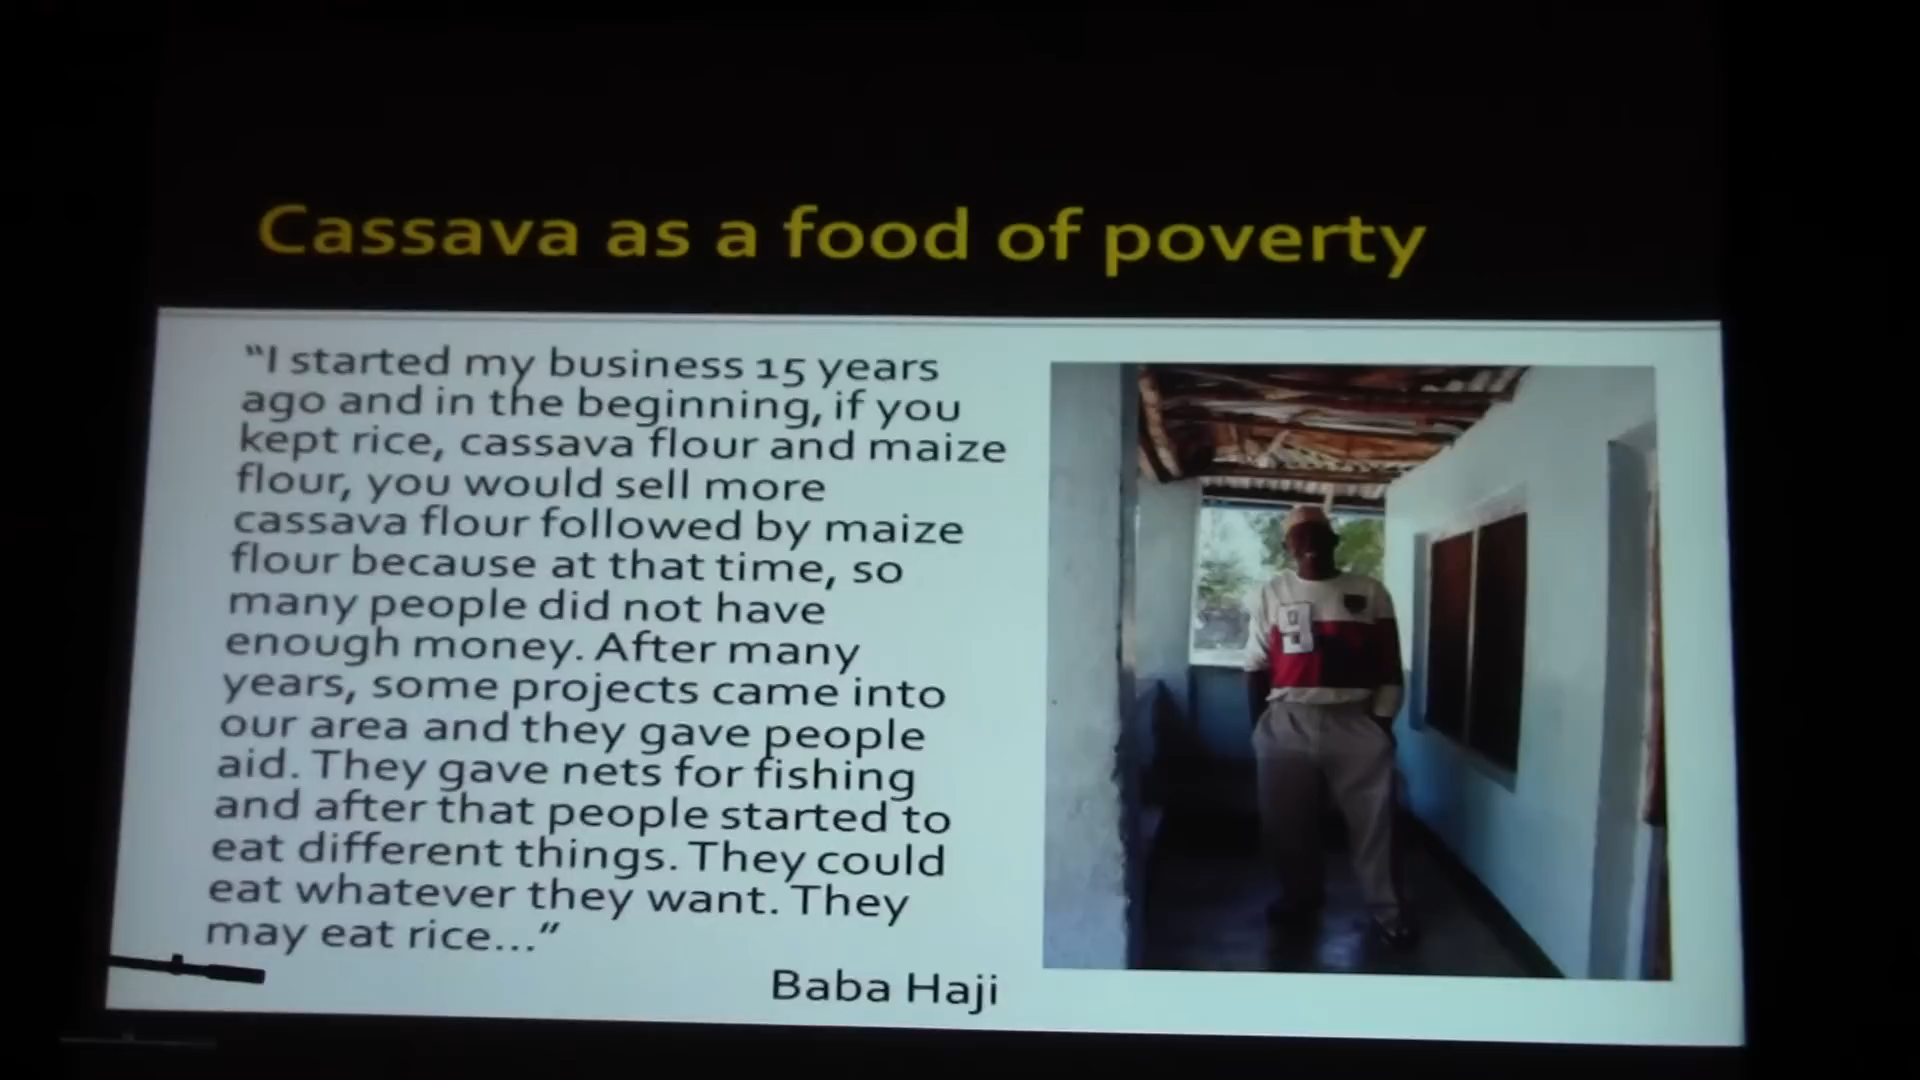 Cassava as a food of poverty
“I started my business 15 years
ago and in the beginning, if you
kept rice, cassava flour and maize
flour, you would sell more
cassava flour followed by maize
flour because at that time, so
many people did not have
enough money. After many
years, some projects came into
our area and they gave people
aid. They gave nets for fishing
and after that people started to
eat different things. They could
eat whatever they want. They
may eat rice...”
Baba Haji
9